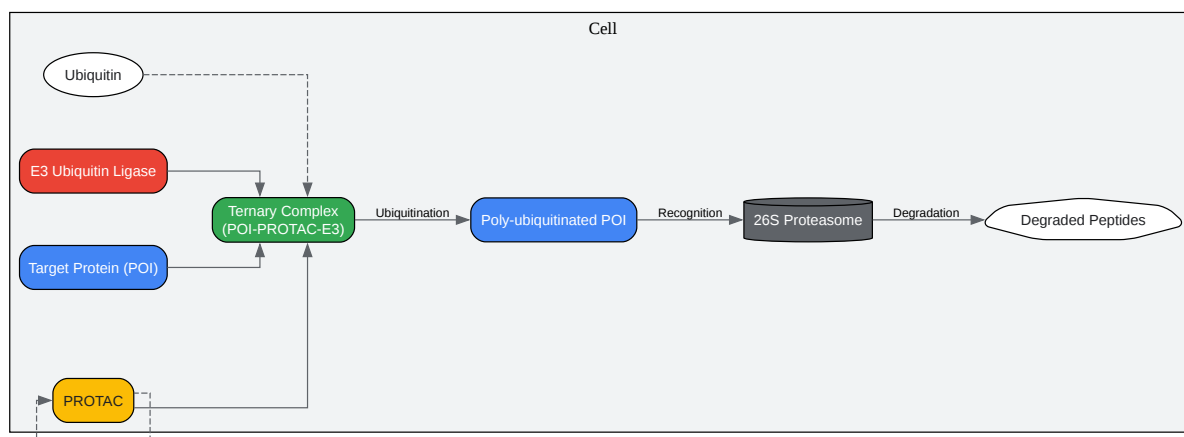 Cell
Ubiquitin
E3 Ubiquitin Ligase
Ternary Complex
(POI-PROTAC-E3)
Ubiquitination
Poly-ubiquitinated POI
Recognition
26S Proteasome
Degradation
Degraded Peptides
Target Protein (POI)
PROTAC